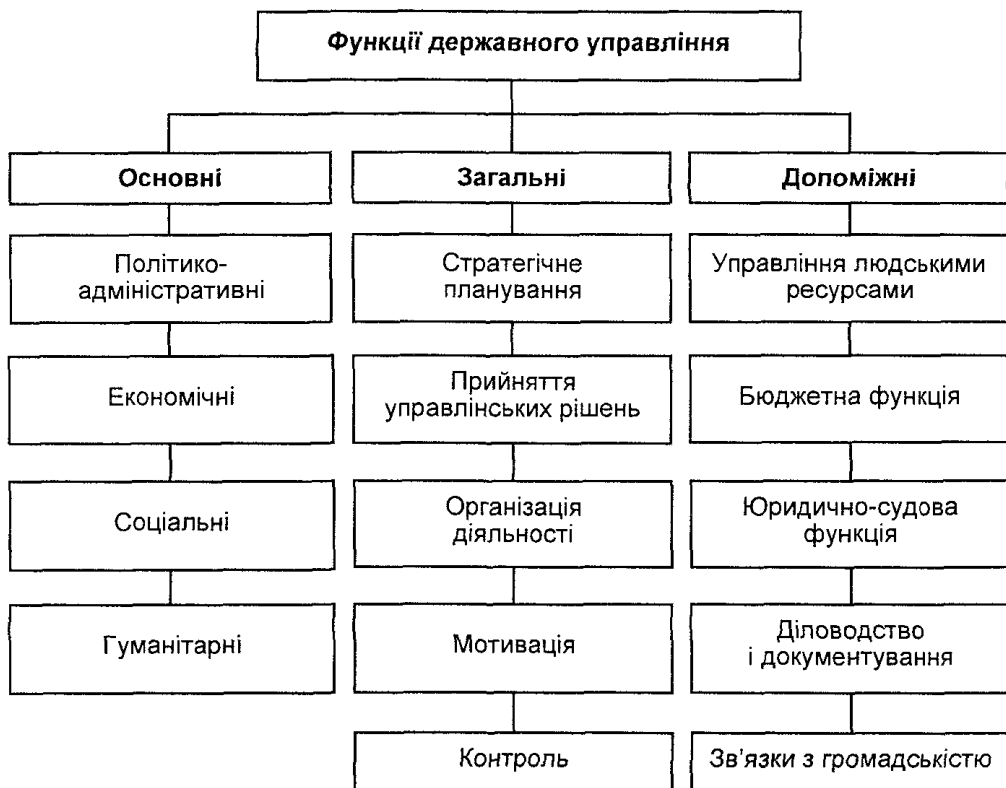 Функції державного управління
Основні
Загальні
Допоміжні
Політико-
адміністративні
Стратегічне
планування
Управління людськими
ресурсами
Економічні
Прийняття
управлінських рішень
Бюджетна функція
Соціальні
Організація
діяльності
Юридично-судова
функція
Гуманітарні
Мотивація
Діловодство
і документування
Контроль
Зв'язки з громадськістю